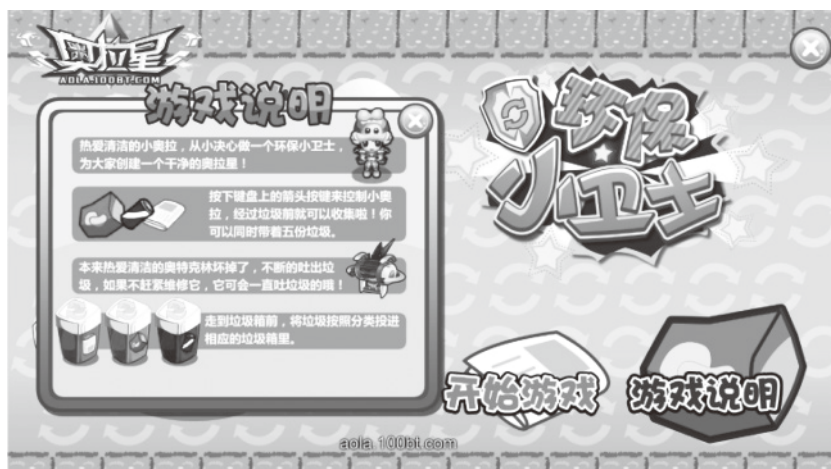 奥拉星
AOLA.100BT.COM
游戏说明
热爱清洁的小奥拉，从小决心做一个环保小卫士，
为大家创建一个干净的奥拉星！
按下键盘上的箭头按键来控制小奥
拉，经过垃圾前就可以收集啦！你
可以同时带着五份垃圾。
本来热爱清洁的奥特克林坏掉了，不断的吐出垃
圾，如果不赶紧维修它，它可会一直吐垃圾的哦！
走到垃圾箱前，将垃圾按照分类投进
相应的垃圾箱里。
环保
小卫士
开始游戏
游戏说明
aola.100bt.com